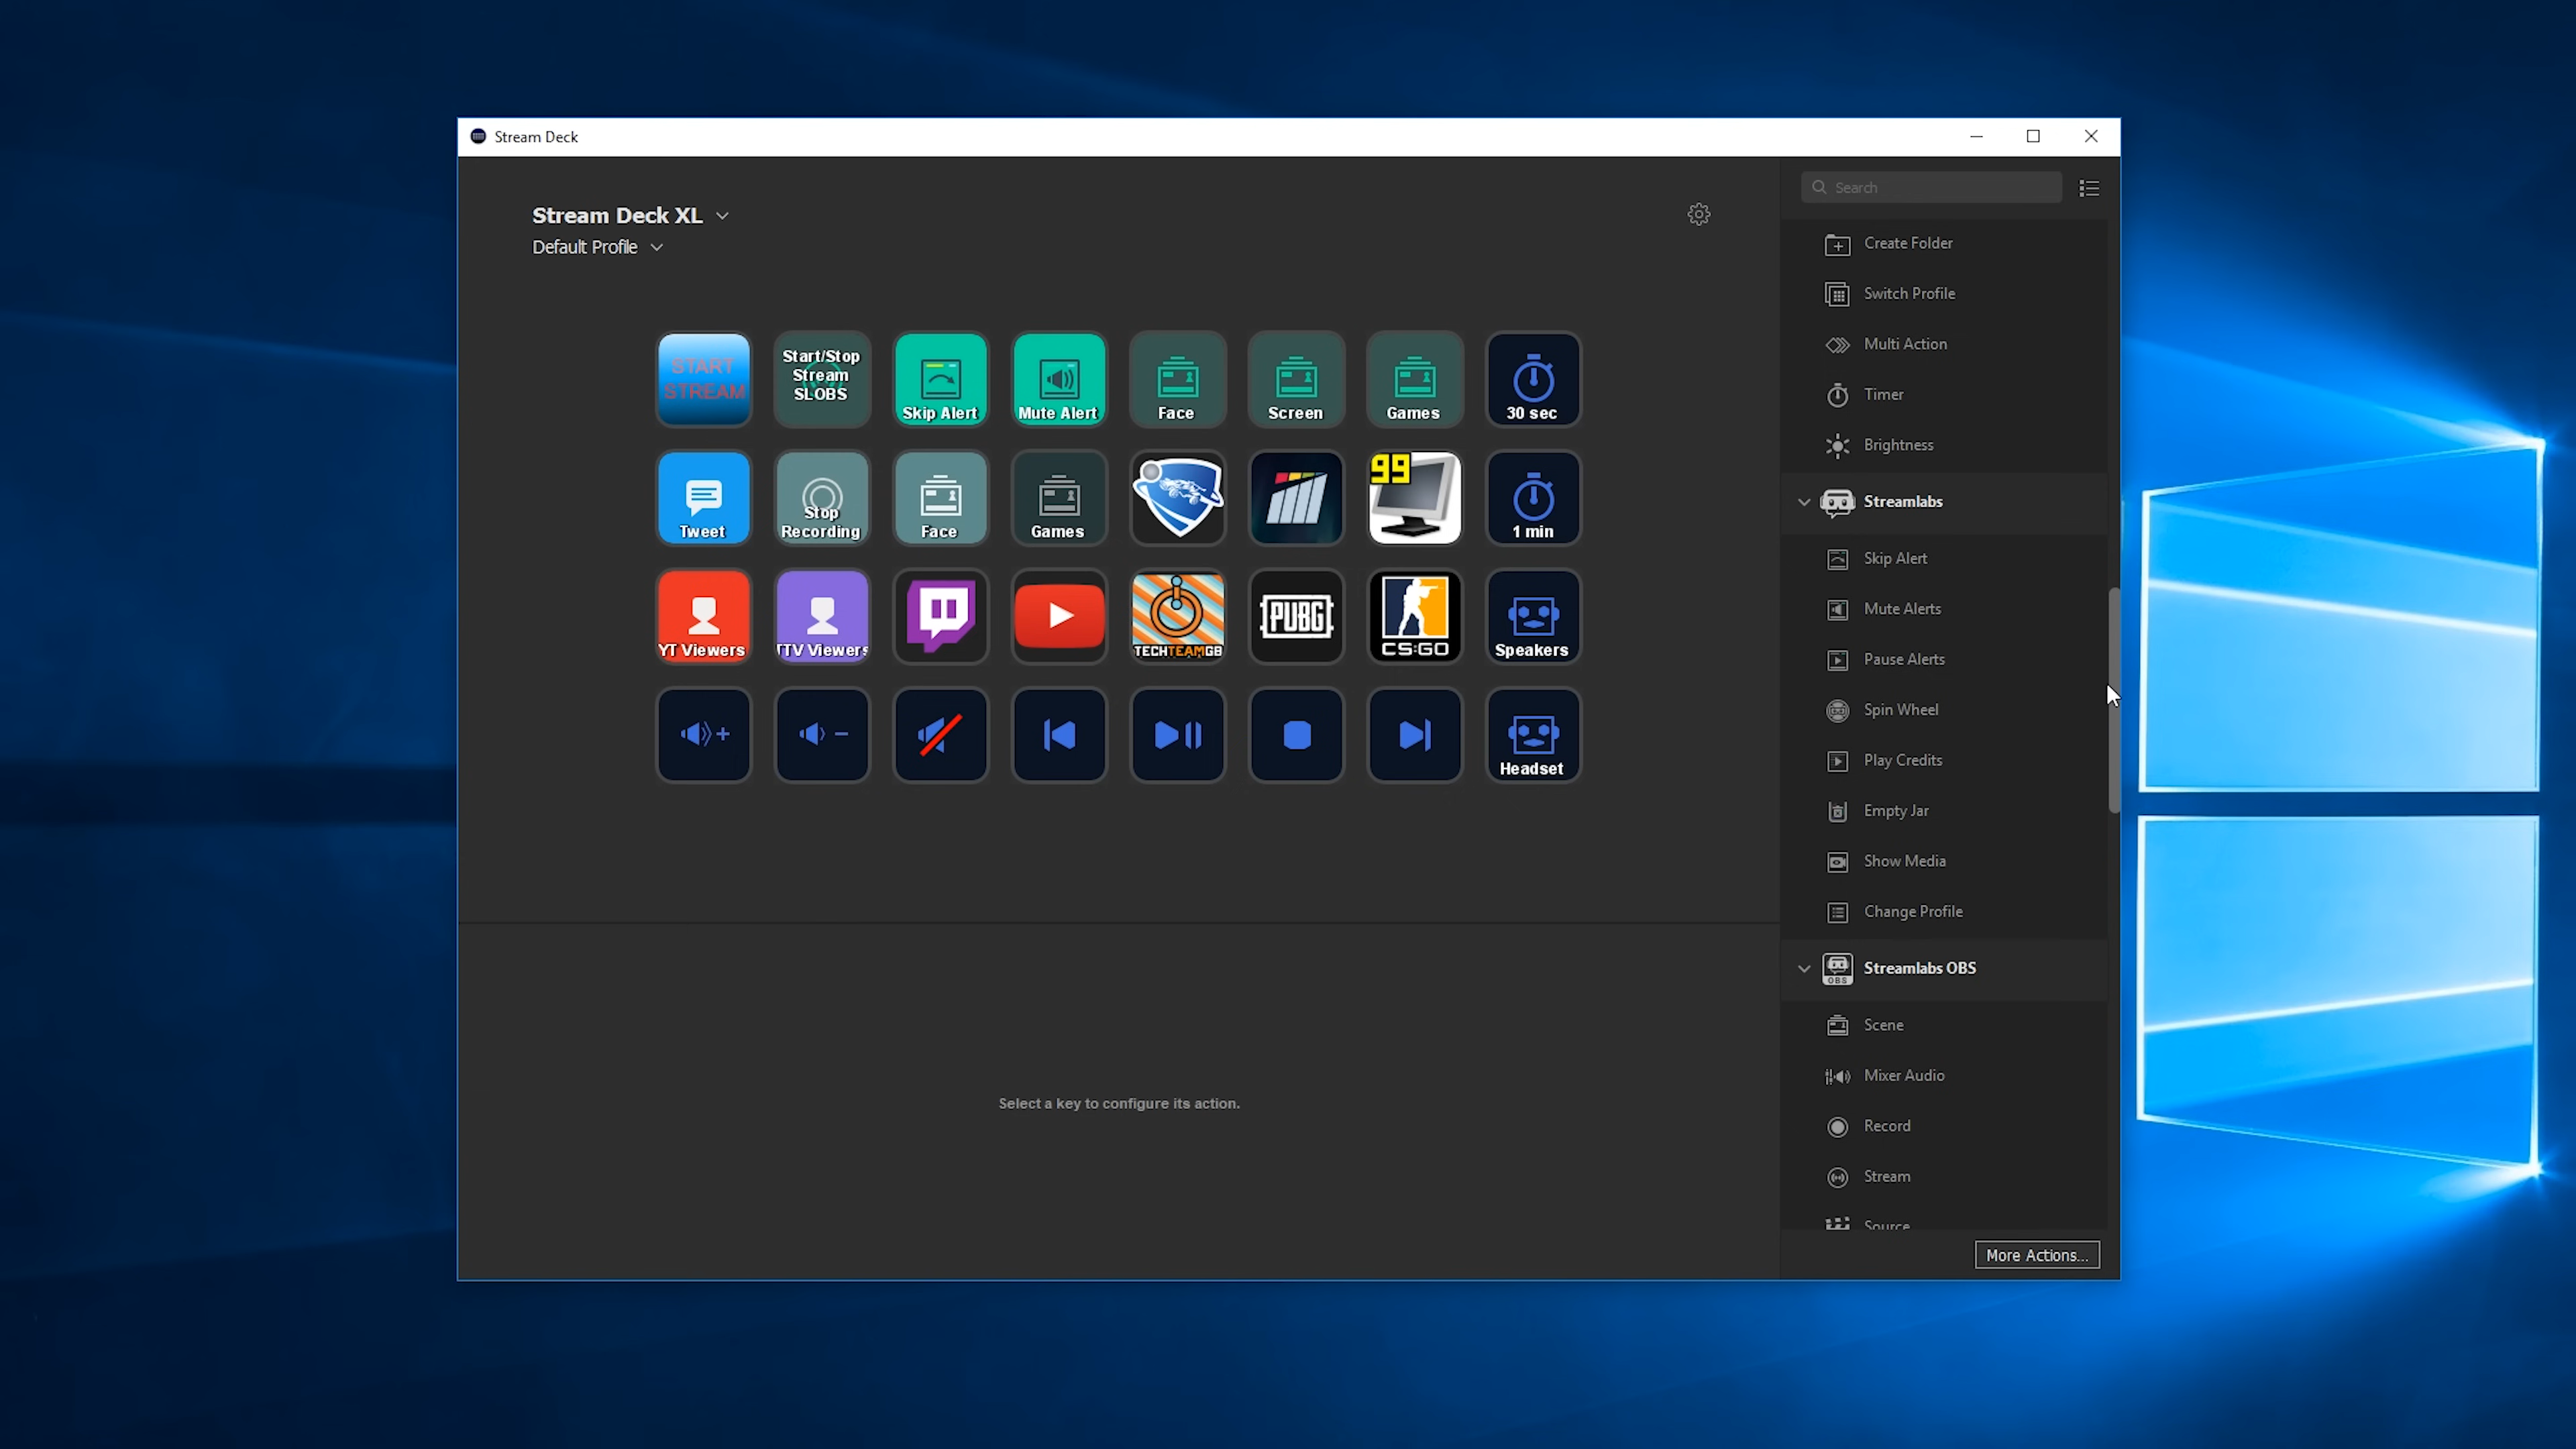 Stream Deck
Stream Deck XL
Default Profile
START
STREAM
Start/Stop
Stream
SLOBS
Skip Alert
Mute Alert
Face
Screen
Games
30 sec
Tweet
Stop
Recording
Face
Games
99
1 min
YT Viewers
TTV Viewers
TECHTEAMGB
PUBG
CS:GO
Speakers
Headset
Select a key to configure its action.
Search
Create Folder
Switch Profile
Multi Action
Timer
Brightness
Streamlabs
Skip Alert
Mute Alerts
Pause Alerts
Spin Wheel
Play Credits
Empty Jar
Show Media
Change Profile
OBS
Streamlabs OBS
Scene
Mixer Audio
Record
Stream
Source
More Actions...